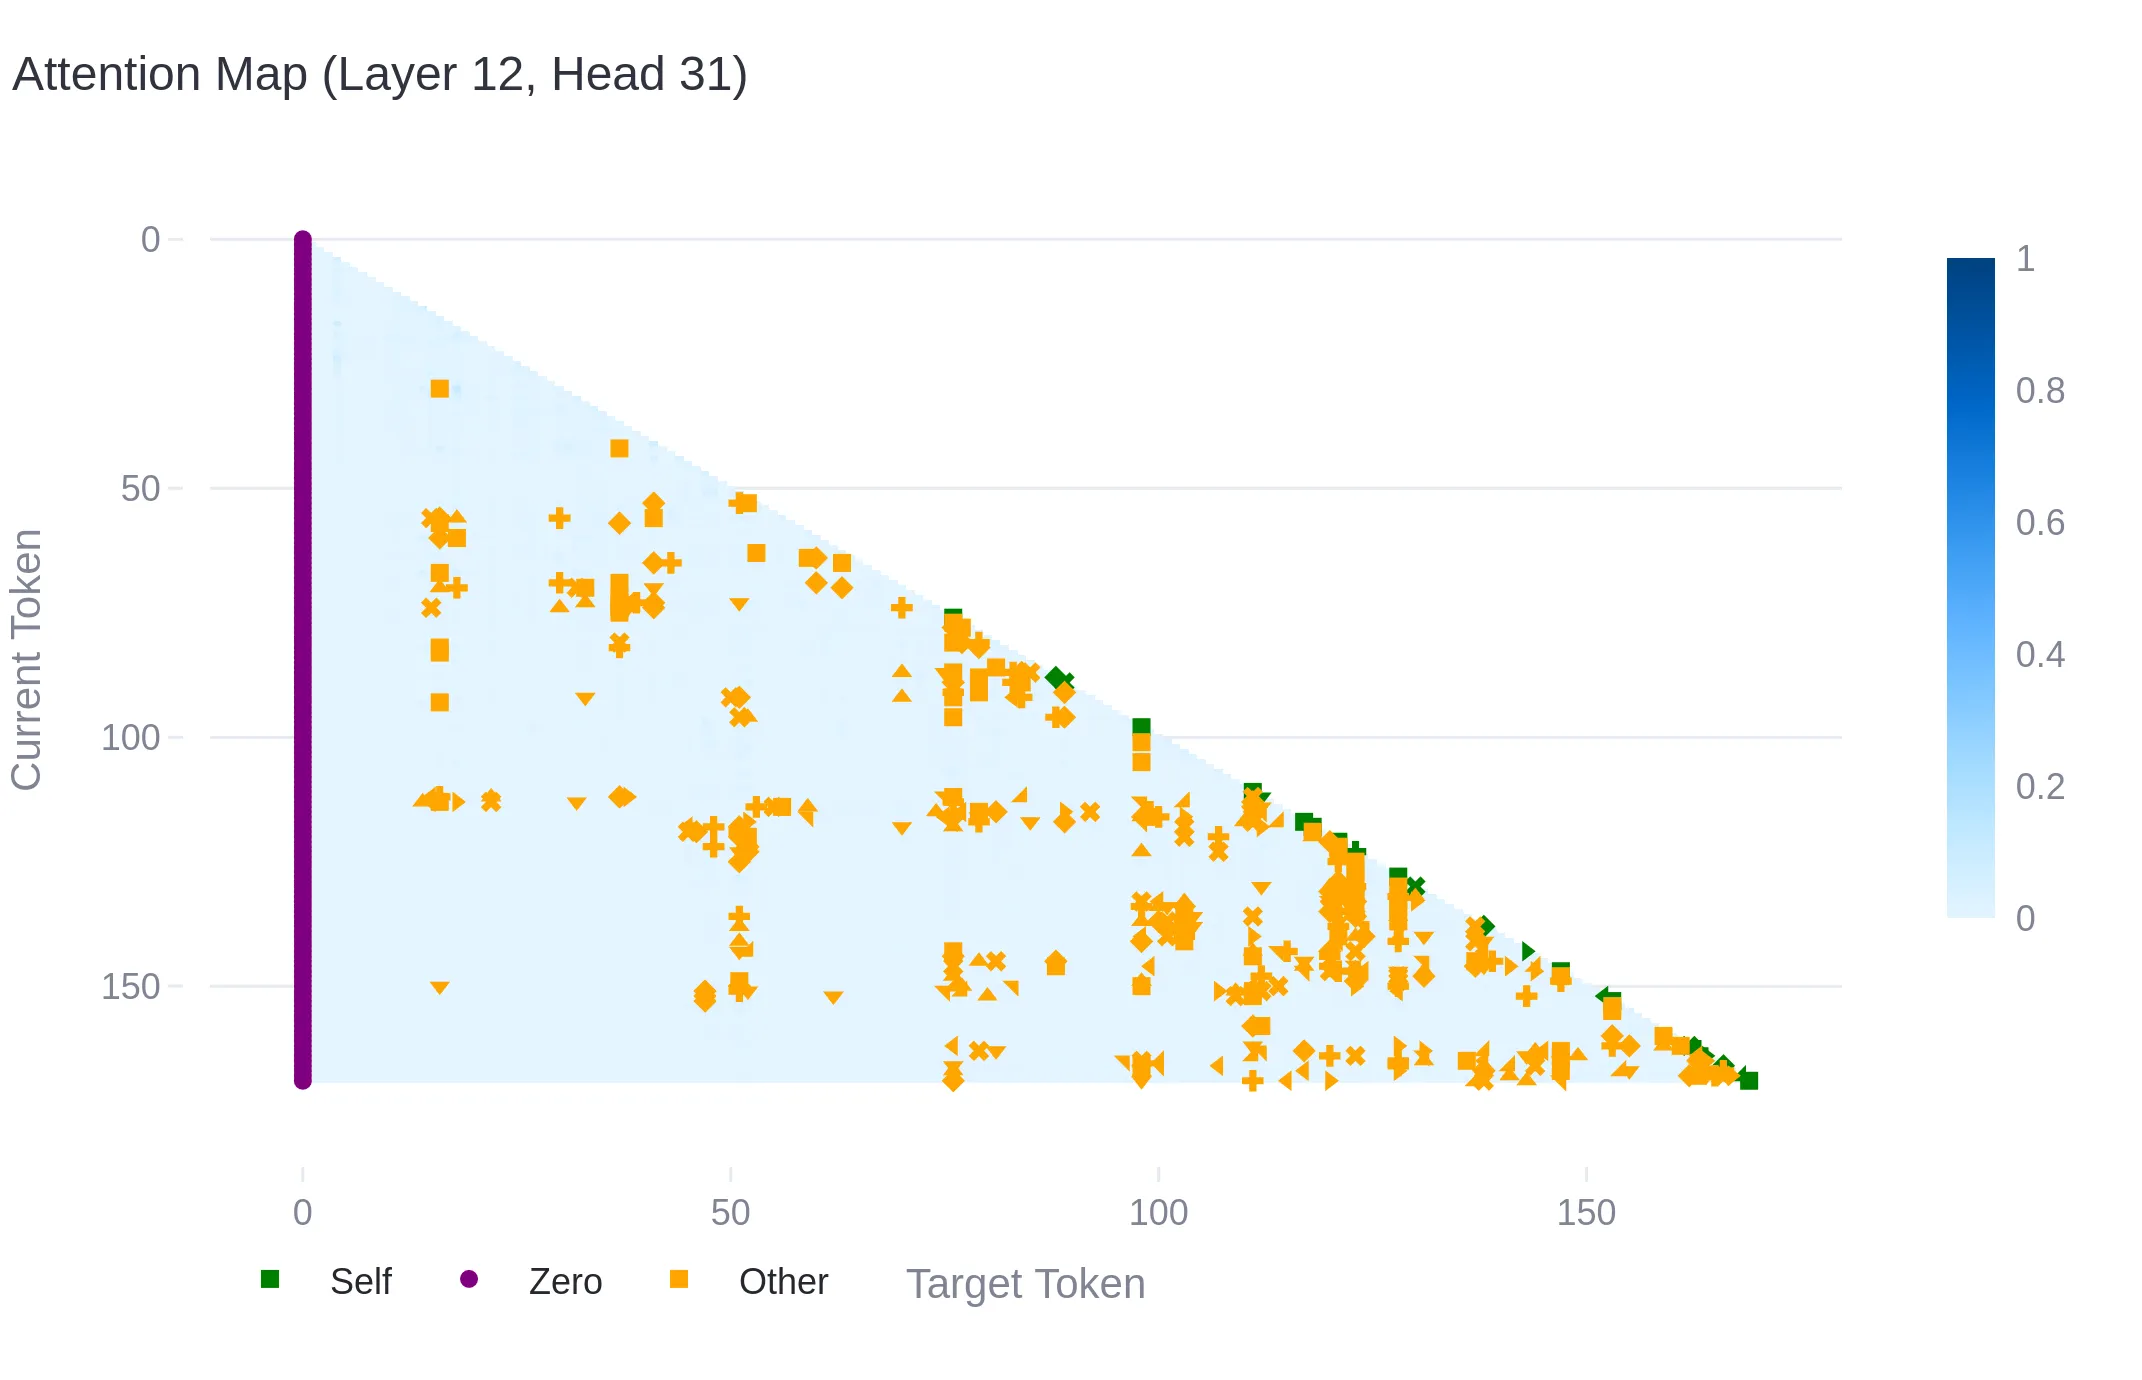 Attention Map (Layer 12, Head 31)
0
50
100
150
Current Token
1
0.8
0.6
0.4
0.2
0
0 50 100 150
Self Zero Other Target Token